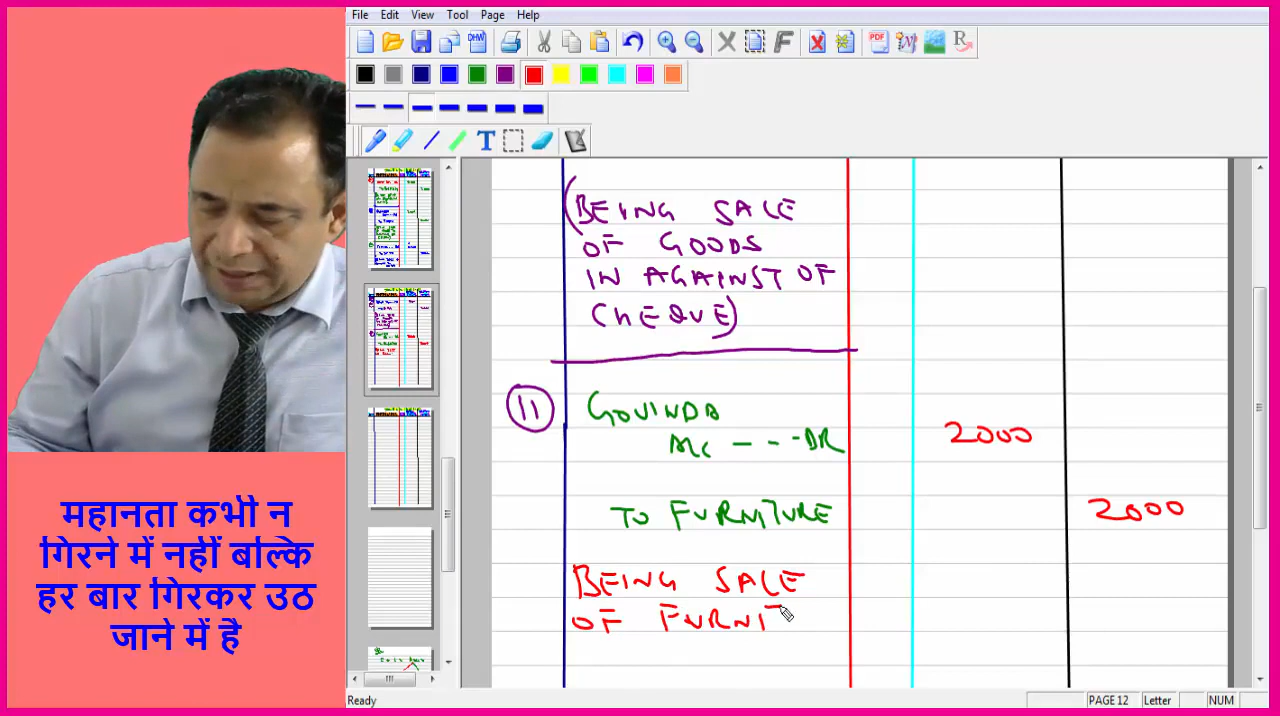 File Edit View Tool Page Help
(BEING SALE
OF GOODS
IN AGAINST OF
CHEQUE)
11 GOVINDA
A/C - - - DR
2000
TO FURNITURE
2000
BEING SALE
OF FURNIT
महानता कभी न
गिरने में नहीं बल्कि
हर बार गिरकर उठ
जाने में है
Ready PAGE 12 Letter NUM